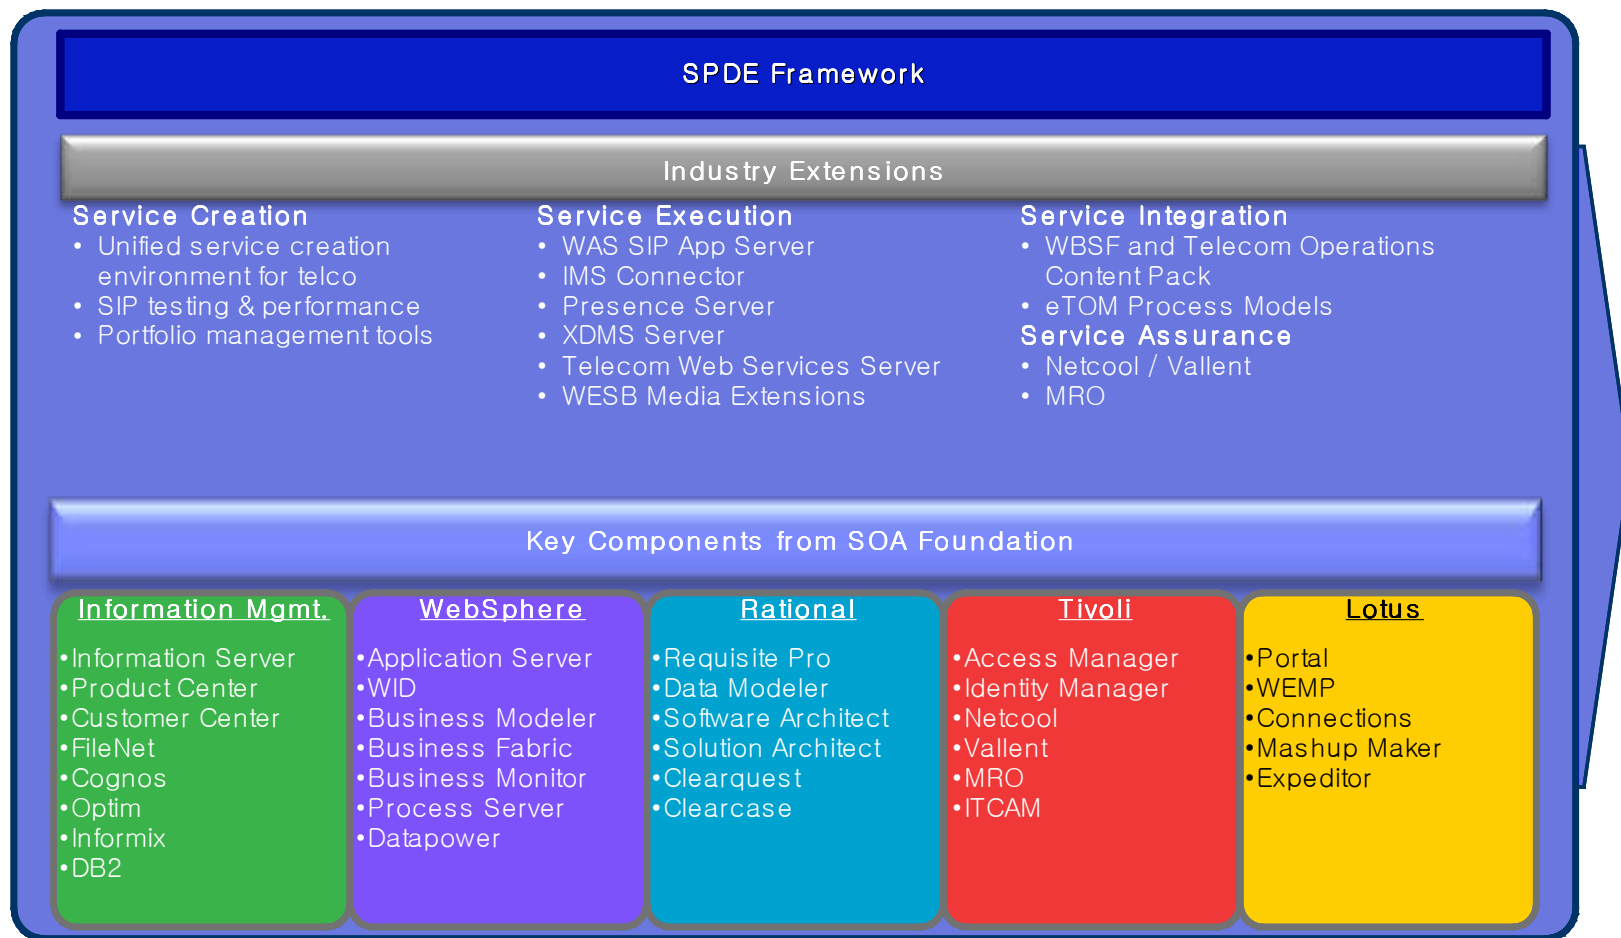 SPDE Framework
Industry Extensions
Service Creation
• Unified service creation
environment for telco
• SIP testing & performance
• Portfolio management tools
Service Execution
• WAS SIP App Server
• IMS Connector
• Presence Server
• XDMS Server
• Telecom Web Services Server
• WESB Media Extensions
Service Integration
• WBSF and Telecom Operations
Content Pack
• eTOM Process Models
Service Assurance
• Netcool / Vallent
• MRO
Key Components from SOA Foundation
Information Mgmt.
•Information Server
•Product Center
•Customer Center
•FileNet
•Cognos
•Optim
•Informix
•DB2
WebSphere
•Application Server
•WID
•Business Modeler
•Business Fabric
•Business Monitor
•Process Server
•Datapower
Rational
•Requisite Pro
•Data Modeler
•Software Architect
•Solution Architect
•Clearquest
•Clearcase
Tivoli
•Access Manager
•Identity Manager
•Netcool
•Vallent
•MRO
•ITCAM
Lotus
•Portal
•WEMP
•Connections
•Mashup Maker
•Expeditor